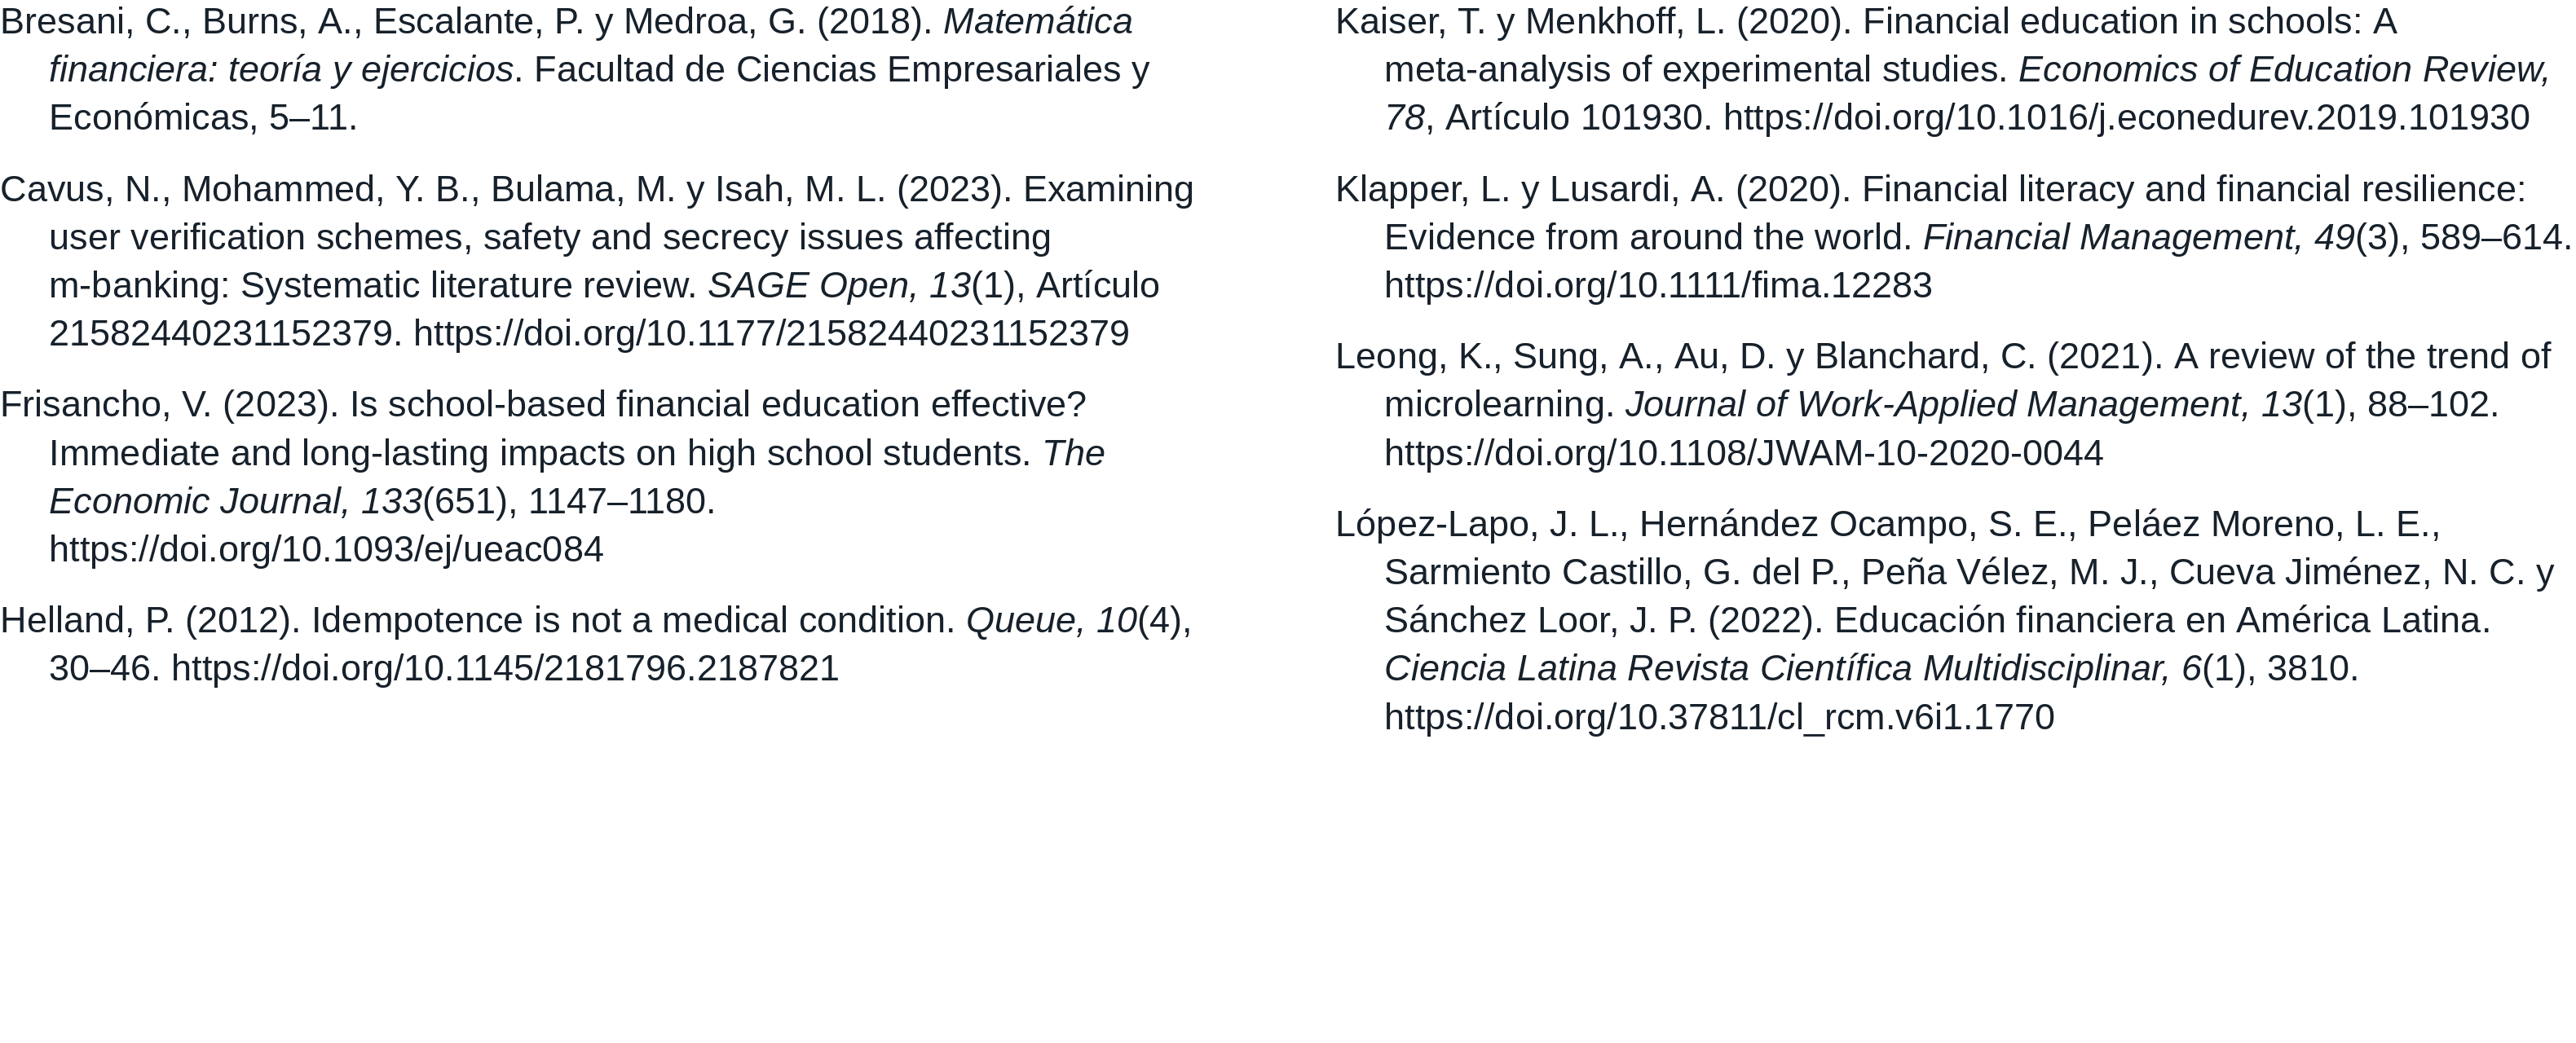 Bresani, C., Burns, A., Escalante, P. y Medroa, G. (2018). Matemática
financiera: teoría y ejercicios. Facultad de Ciencias Empresariales y
Económicas, 5–11.
Cavus, N., Mohammed, Y. B., Bulama, M. y Isah, M. L. (2023). Examining
user verification schemes, safety and secrecy issues affecting
m-banking: Systematic literature review. SAGE Open, 13(1), Artículo
21582440231152379. https://doi.org/10.1177/21582440231152379
Frisancho, V. (2023). Is school-based financial education effective?
Immediate and long-lasting impacts on high school students. The
Economic Journal, 133(651), 1147–1180.
https://doi.org/10.1093/ej/ueac084
Helland, P. (2012). Idempotence is not a medical condition. Queue, 10(4),
30–46. https://doi.org/10.1145/2181796.2187821
Kaiser, T. y Menkhoff, L. (2020). Financial education in schools: A
meta-analysis of experimental studies. Economics of Education Review,
78, Artículo 101930. https://doi.org/10.1016/j.econedurev.2019.101930
Klapper, L. y Lusardi, A. (2020). Financial literacy and financial resilience:
Evidence from around the world. Financial Management, 49(3), 589–614.
https://doi.org/10.1111/fima.12283
Leong, K., Sung, A., Au, D. y Blanchard, C. (2021). A review of the trend of
microlearning. Journal of Work-Applied Management, 13(1), 88–102.
https://doi.org/10.1108/JWAM-10-2020-0044
López-Lapo, J. L., Hernández Ocampo, S. E., Peláez Moreno, L. E.,
Sarmiento Castillo, G. del P., Peña Vélez, M. J., Cueva Jiménez, N. C. y
Sánchez Loor, J. P. (2022). Educación financiera en América Latina.
Ciencia Latina Revista Científica Multidisciplinar, 6(1), 3810.
https://doi.org/10.37811/cl_rcm.v6i1.1770